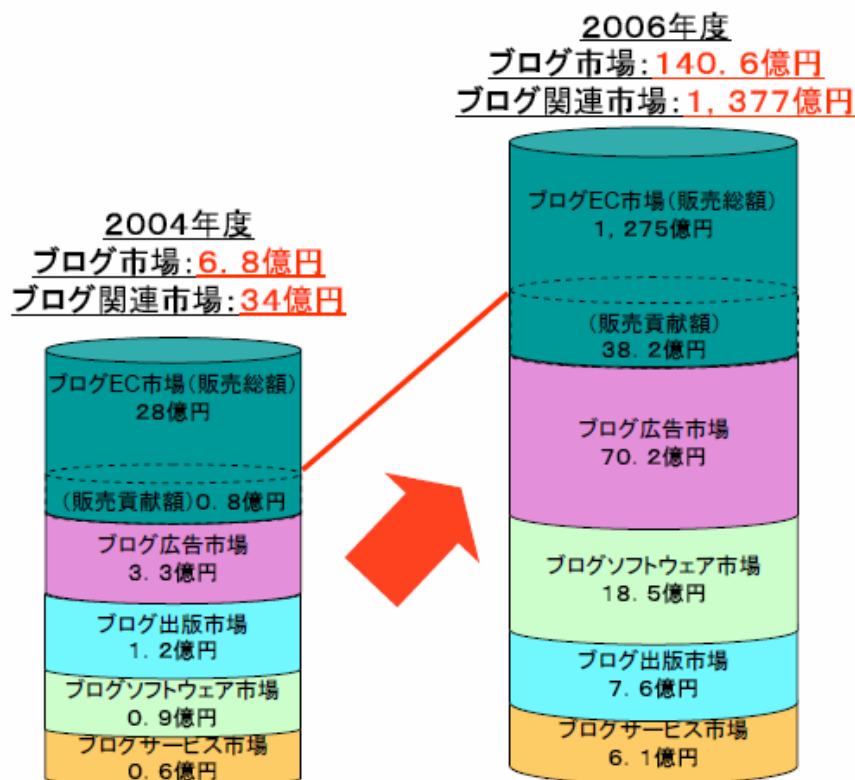 2006年度
ブログ市場:140. 6億円
ブログ関連市場:1, 377億円
ブログEC市場(販売総額)
1, 275億円
(販売貢献額)
38. 2億円
ブログ広告市場
70. 2億円
ブログソフトウェア市場
18. 5億円
ブログ出版市場
7. 6億円
ブログサービス市場
6. 1億円
2004年度
ブログ市場:6. 8億円
ブログ関連市場:34億円
ブログEC市場(販売総額)
28億円
(販売貢献額)0. 8億円
ブログ広告市場
3. 3億円
ブログ出版市場
1. 2億円
ブログソフトウェア市場
0. 9億円
ブログサービス市場
0. 6億円